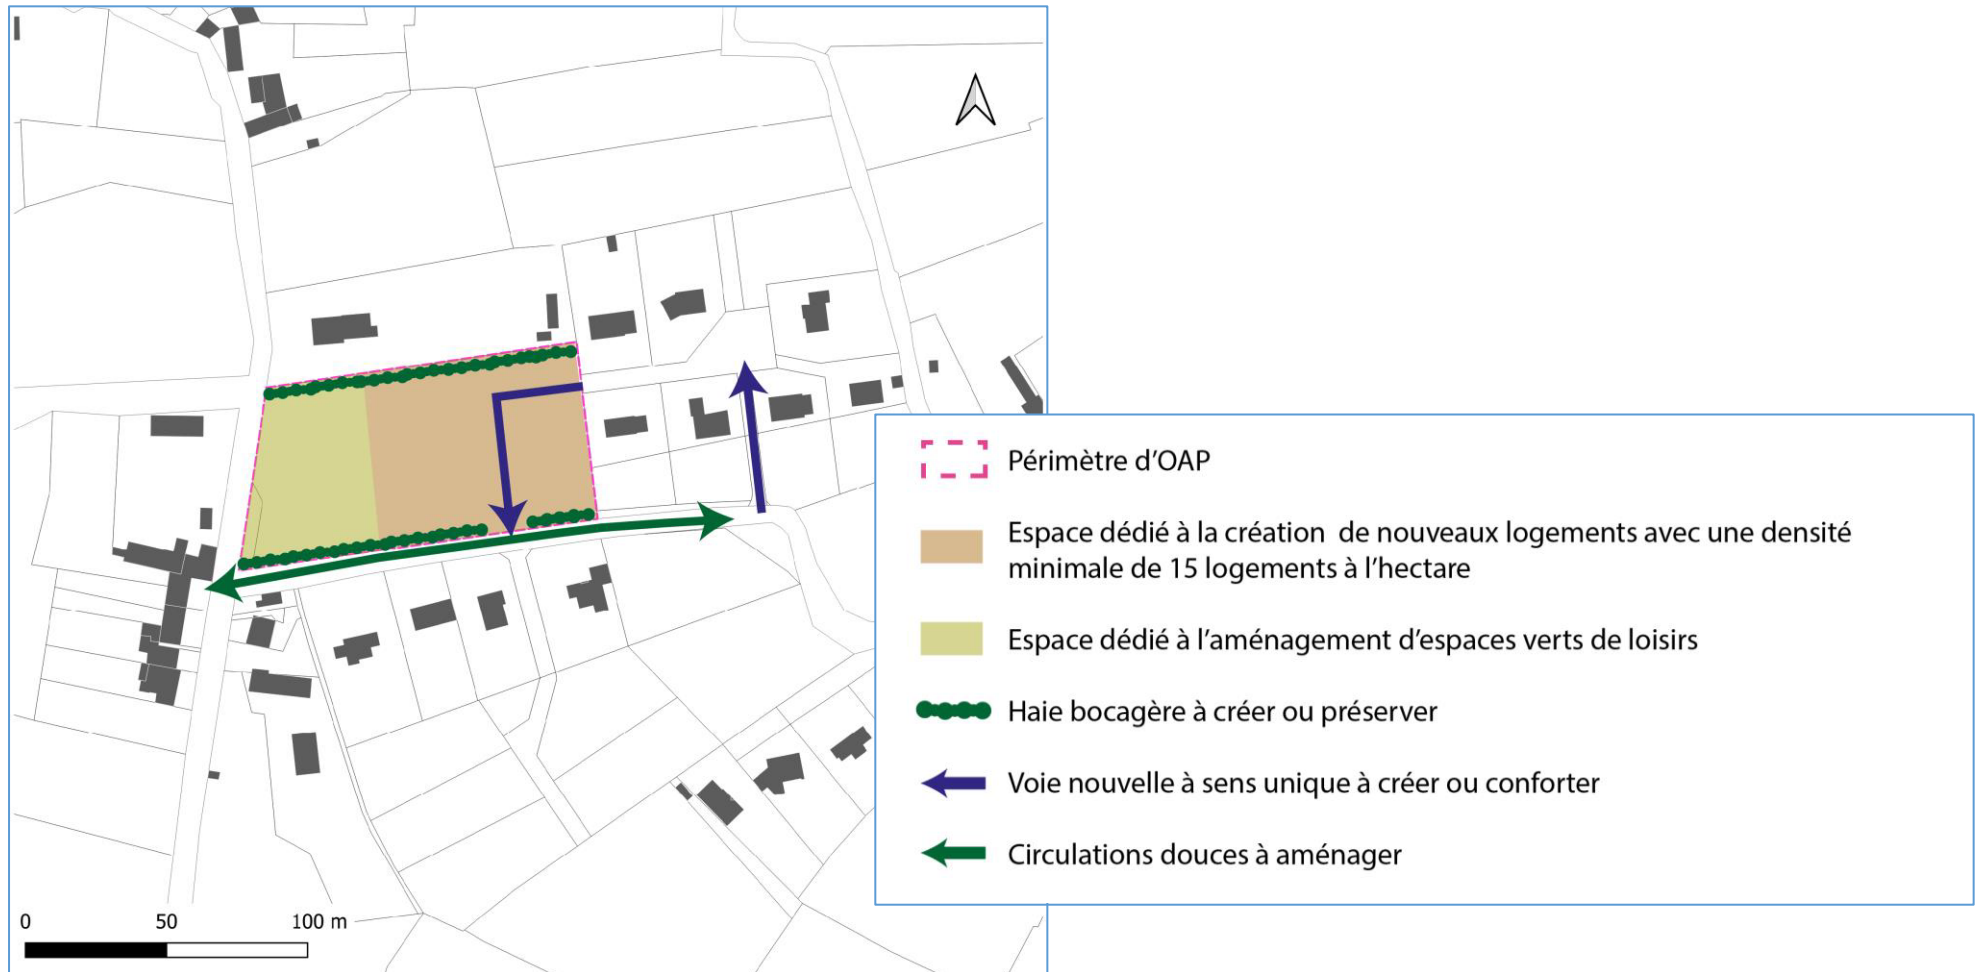 Périmètre d'OAP
Espace dédié à la création de nouveaux logements avec une densité
minimale de 15 logements à l'hectare
Espace dédié à l'aménagement d'espaces verts de loisirs
Haie bocagère à créer ou préserver
Voie nouvelle à sens unique à créer ou conforter
Circulations douces à aménager
0 50 100 m